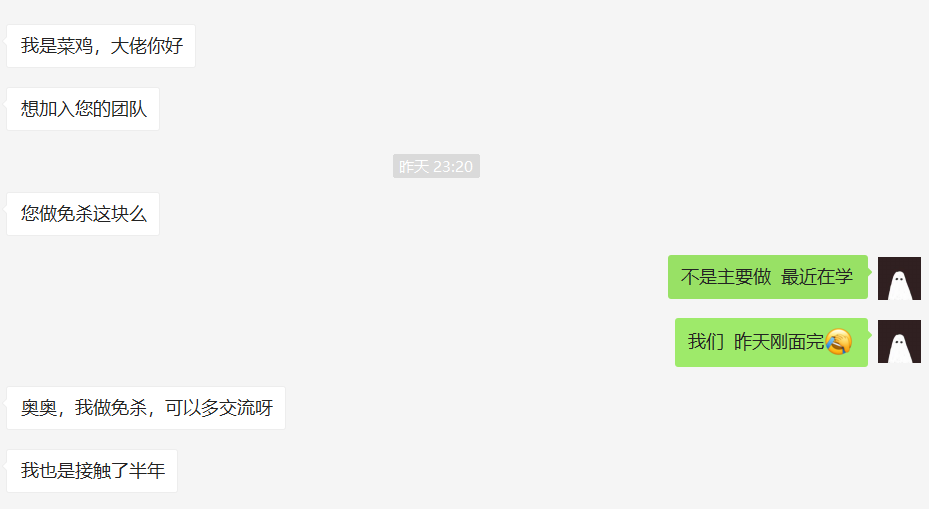 我是菜鸡，大佬你好
想加入您的团队
昨天 23:20
您做免杀这块么
不是主要做 最近在学
我们 昨天刚面完🤣
奥奥，我做免杀，可以多交流呀
我也是接触了半年